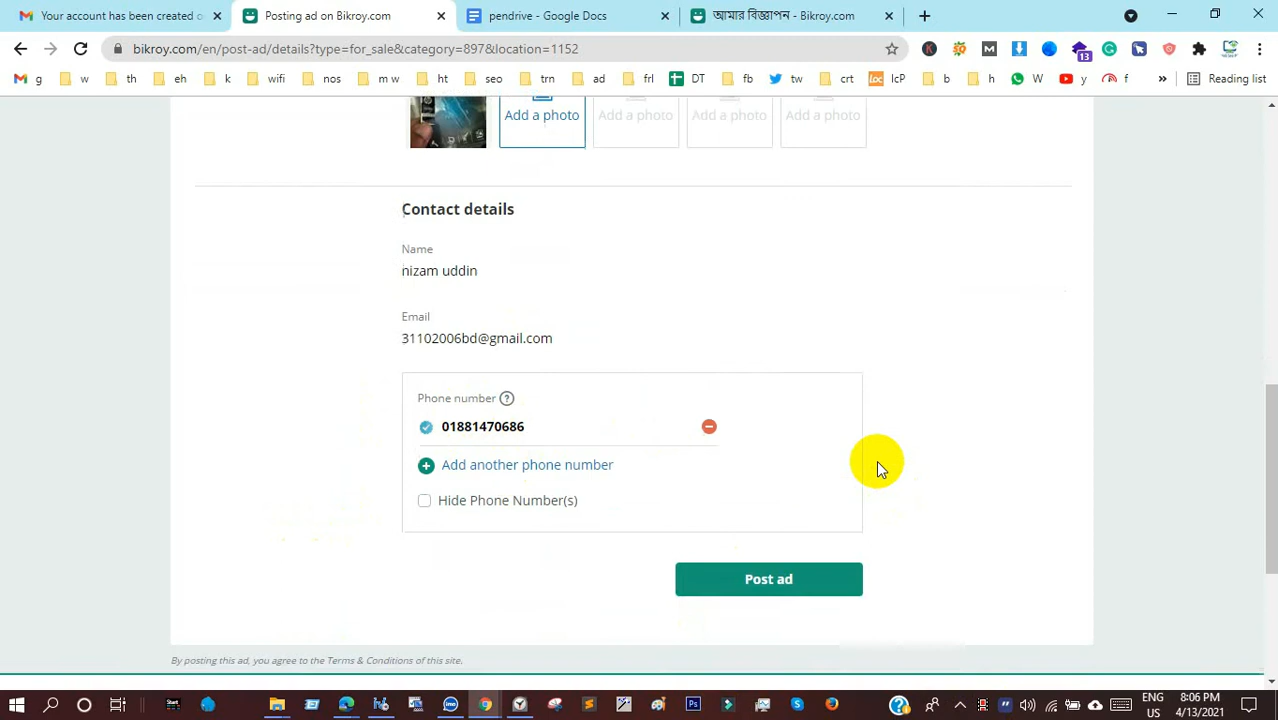 Your account has been created o
Posting ad on Bikroy.com
pendrive - Google Docs
আমার বিজ্ঞাপন - Bikroy.com
bikroy.com/en/post-ad/details?type=for_sale&category=897&location=1152
13
g w th eh k wifi nos m w ht seo trn ad frl DT fb tw crt LOC lcP b h W y f » Reading list
Add a photo Add a photo Add a photo Add a photo
Contact details
Name
nizam uddin
Email
31102006bd@gmail.com
Phone number ?
01881470686
Add another phone number
Hide Phone Number(s)
Post ad
By posting this ad, you agree to the Terms & Conditions of this site.
ENG 8:06 PM
US 4/13/2021